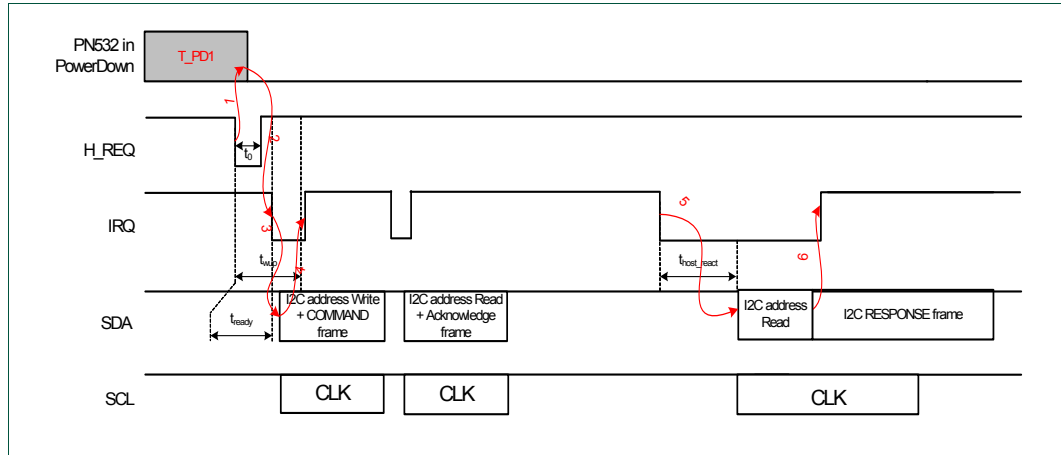 PN532 in
PowerDown
T_PD1
1
2
H_REQ
t0
IRQ
3
4
5
6
twup
thost_react
tready
SDA
I2C address Write
+ COMMAND
frame
I2C address Read
+ Acknowledge
frame
I2C address
Read
I2C RESPONSE frame
SCL
CLK
CLK
CLK